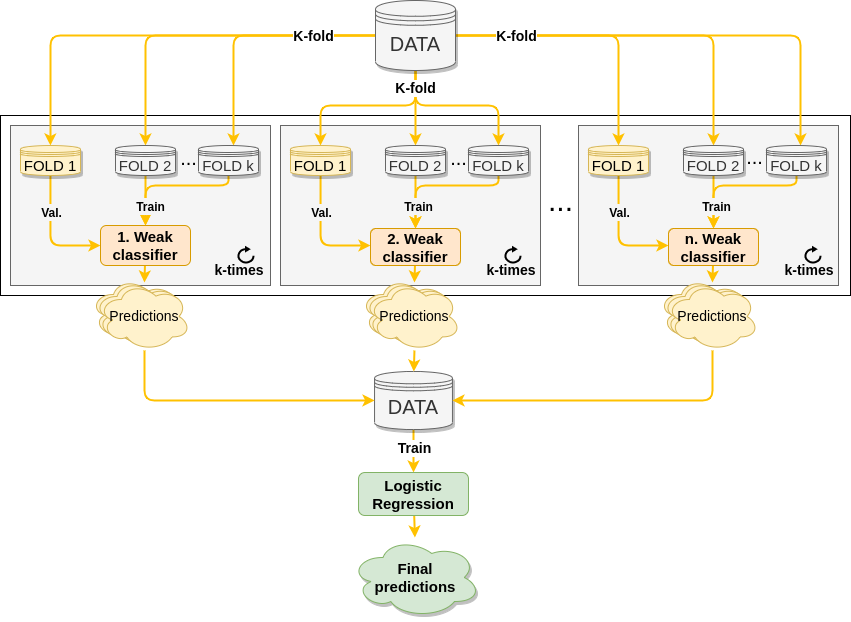 DATA
K-fold
K-fold
K-fold
FOLD 1
FOLD 2
...
FOLD k
Val.
Train
1. Weak
classifier
k-times
Predictions
FOLD 1
FOLD 2
...
FOLD k
Val.
Train
2. Weak
classifier
k-times
Predictions
...
FOLD 1
FOLD 2
...
FOLD k
Val.
Train
n. Weak
classifier
k-times
Predictions
DATA
Train
Logistic
Regression
Final
predictions